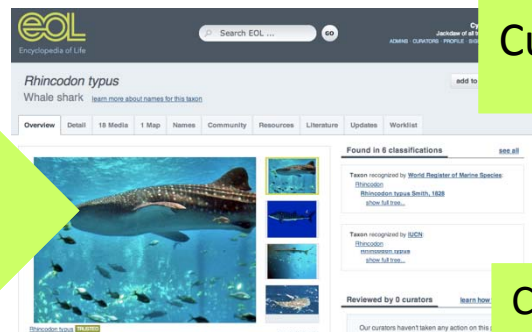 EOL
Encyclopedia of Life
Search EOL ...
GO
Cy
Jackdaw of all
ADMINS · CURATORS · PROFILE
Cu
Rhincodon typus
Whale shark learn more about names for this taxon
add to
Overview Detail 18 Media 1 Map Names Community Resources Literature Updates Worklist
Found in 6 classifications see all
Taxon recognized by World Register of Marine Species:
Rhincodon
Rhincodon typus Smith, 1828
show full tree...
Taxon recognized by IUCN:
Rhincodon
Rhincodon typus
show full tree...
Reviewed by 0 curators learn how
Our curators haven't taken any action on this
C
Rhincodon typus TRUSTED